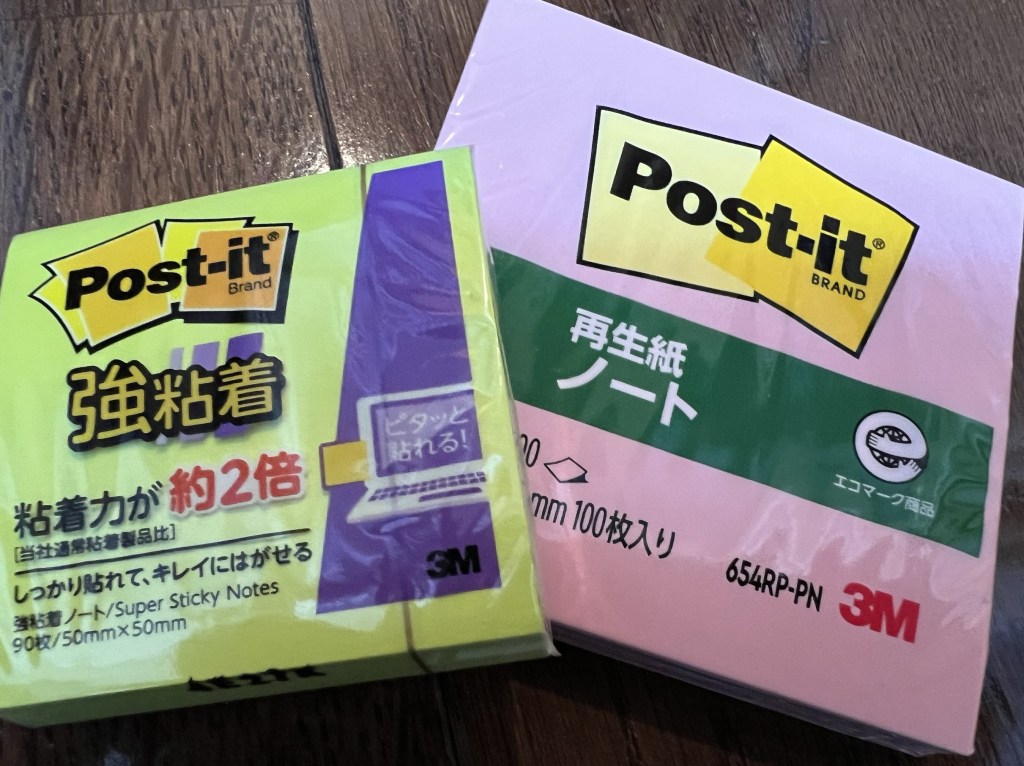 Post-it®
Brand
強粘着
粘着力が 約2倍
[当社通常粘着製品比]
しっかり貼れて、キレイにはがせる
強粘着ノート/Super Sticky Notes
90枚/50mm×50mm
ピタッと
貼れる!
3M
Post-it®
BRAND
再生紙
ノート
エコマーク商品
mm 100枚入り
654RP-PN
3M